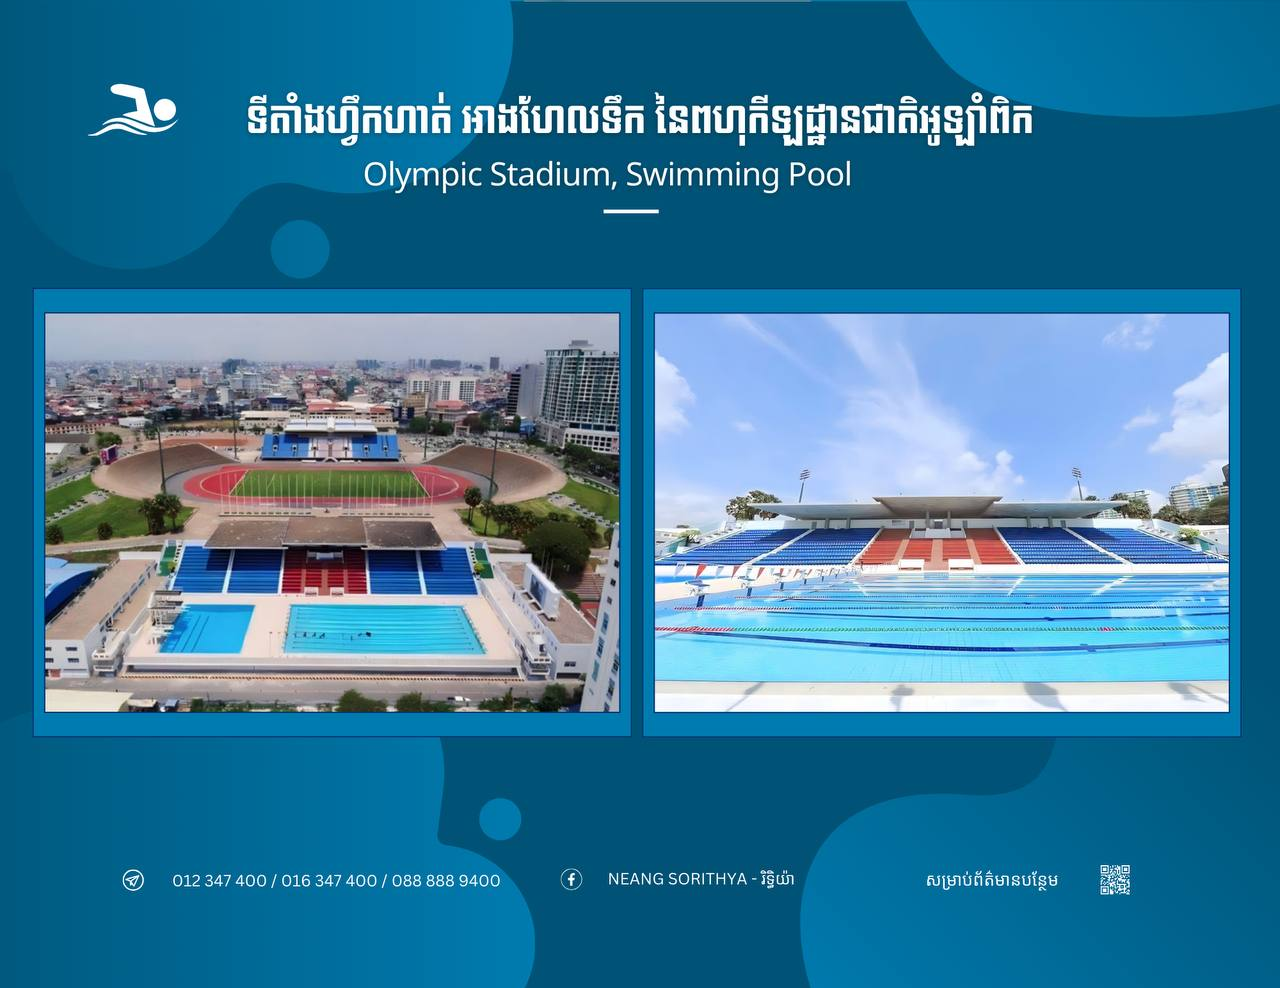 ទីតាំងហ្វឹកហាត់ អាងហែលទឹក នៃពហុកីឡដ្ឋានជាតិអូឡាំពិក
Olympic Stadium, Swimming Pool
012 347 400 / 016 347 400 / 088 888 9400
NEANG SORITHYA - រិទ្ធិយ៉ា
សម្រាប់ព័ត៌មានបន្ថែម